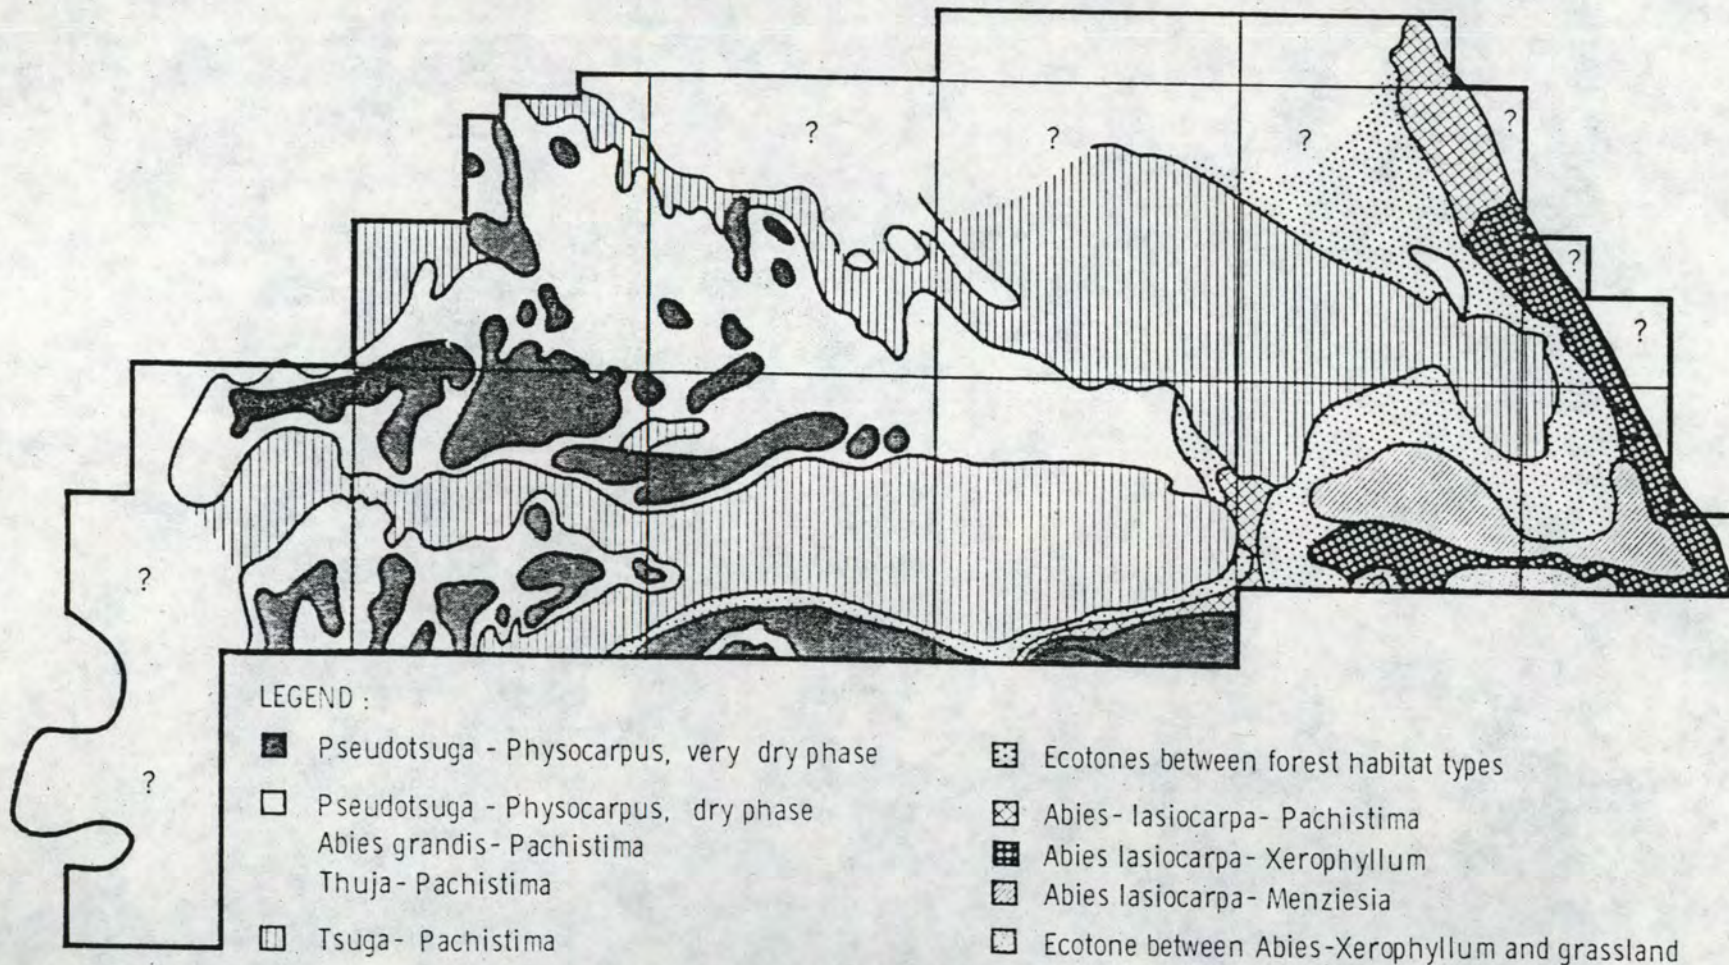 ?
?
?
?
?
?
?
?
LEGEND :
Pseudotsuga - Physocarpus, very dry phase
Pseudotsuga - Physocarpus, dry phase
Abies grandis- Pachistima
Thuja- Pachistima
Tsuga- Pachistima
Ecotones between forest habitat types
Abies- lasiocarpa- Pachistima
Abies lasiocarpa- Xerophyllum
Abies lasiocarpa- Menziesia
Ecotone between Abies-Xerophyllum and grassland